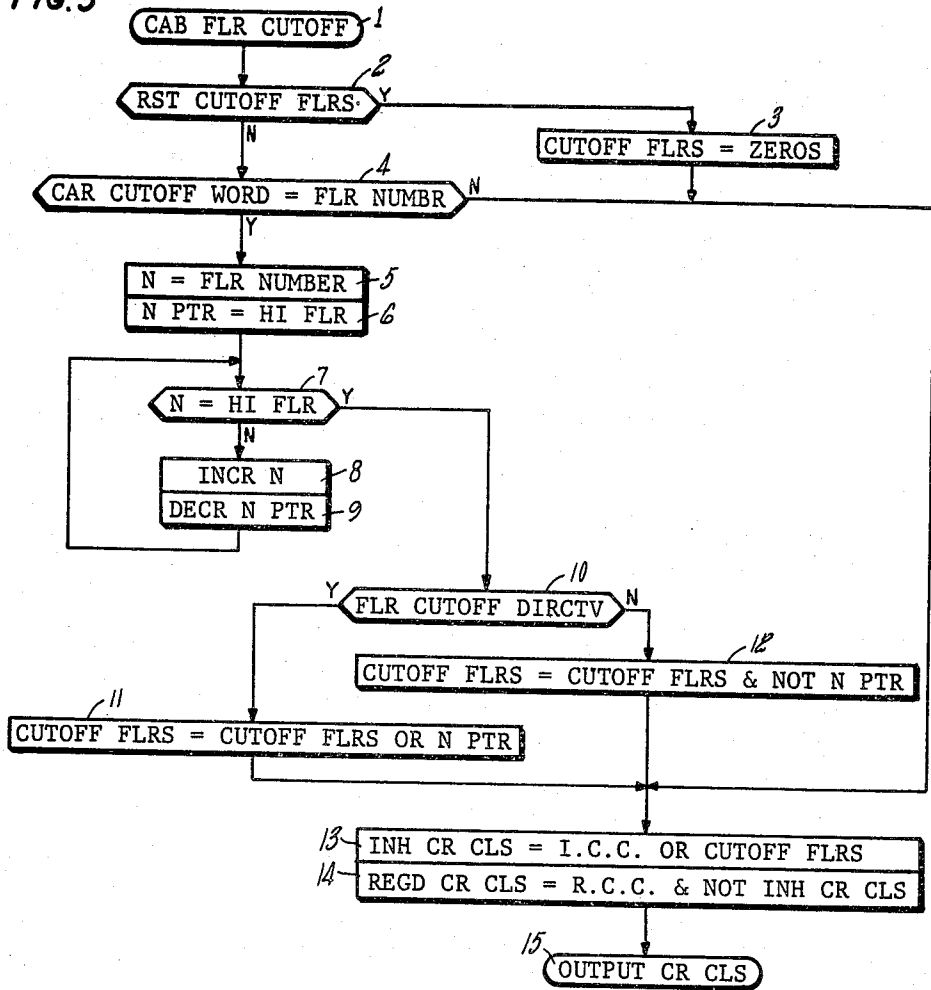 FIG. 3
CAB FLR CUTOFF 1
2
RST CUTOFF FLRS Y
N
3
CUTOFF FLRS = ZEROS
4
CAR CUTOFF WORD = FLR NUMBR N
Y
N = FLR NUMBER 5
N PTR = HI FLR 6
7
N = HI FLR Y
N
INCR N 8
DECR N PTR 9
10
Y FLR CUTOFF DIRCTV N
12
CUTOFF FLRS = CUTOFF FLRS & NOT N PTR
11
CUTOFF FLRS = CUTOFF FLRS OR N PTR
13 INH CR CLS = I.C.C. OR CUTOFF FLRS
14 REGD CR CLS = R.C.C. & NOT INH CR CLS
15 OUTPUT CR CLS